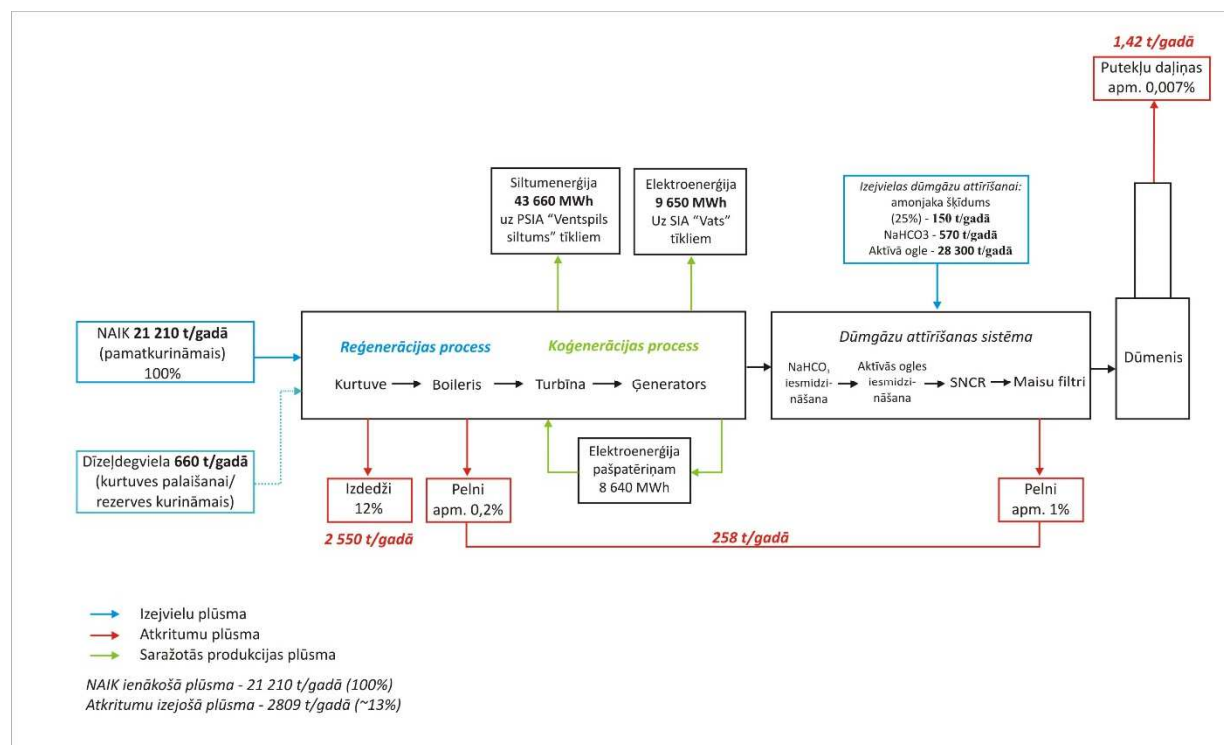 1,42 t/gadā
Putekļu daļiņas
apm. 0,007%
Siltumenerģija
43 660 MWh
uz PSIA “Ventspils
siltums” tīkliem
Elektroenerģija
9 650 MWh
Uz SIA “Vats”
tīkliem
Izejvielas dūmgāzu attīrīšanai:
amonjaka šķīdums
(25%) - 150 t/gadā
NaHCO3 - 570 t/gadā
Aktīvā ogle - 28 300 t/gadā
NAIK 21 210 t/gadā
(pamatkurināmais)
100%
Dīzeļdegviela 660 t/gadā
(kurtuves palaišanai/
rezerves kurināmais)
Reģenerācijas process
Koģenerācijas process
Kurtuve
Boileris
Turbīna
Ģenerators
Dūmgāzu attīrīšanas sistēma
NaHCO₃
iesmidzi-
nāšana
Aktīvās ogles
iesmidzi-
nāšana
SNCR
Maisu filtri
Dūmenis
Elektroenerģija
pašpatēriņam
8 640 MWh
Izdedži
12%
2 550 t/gadā
Pelni
apm. 0,2%
258 t/gadā
Pelni
apm. 1%
Izejvielu plūsma
Atkritumu plūsma
Saražotās produkcijas plūsma
NAIK ienākošā plūsma - 21 210 t/gadā (100%)
Atkritumu izejošā plūsma - 2809 t/gadā (~13%)